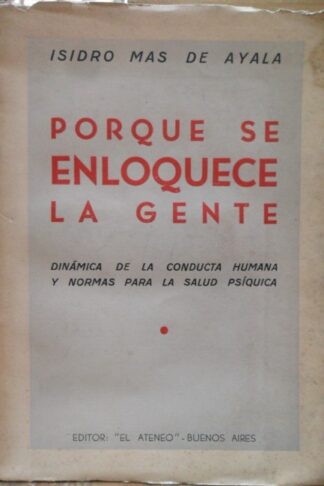 ISIDRO MAS DE AYALA
PORQUE SE
ENLOQUECE
LA GENTE
DINÁMICA DE LA CONDUCTA HUMANA
Y NORMAS PARA LA SALUD PSÍQUICA
EDITOR: "EL ATENEO" - BUENOS AIRES